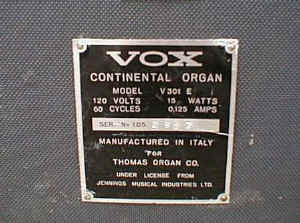 VOX
CONTINENTAL ORGAN
MODEL V301 E
120 VOLTS 15 WATTS
60 CYCLES 0,125 AMPS
SER. Nº 105
MANUFACTURED IN ITALY
FOR
THOMAS ORGAN CO.
UNDER LICENSE FROM
JENNINGS MUSICAL INDUSTRIES LTD.